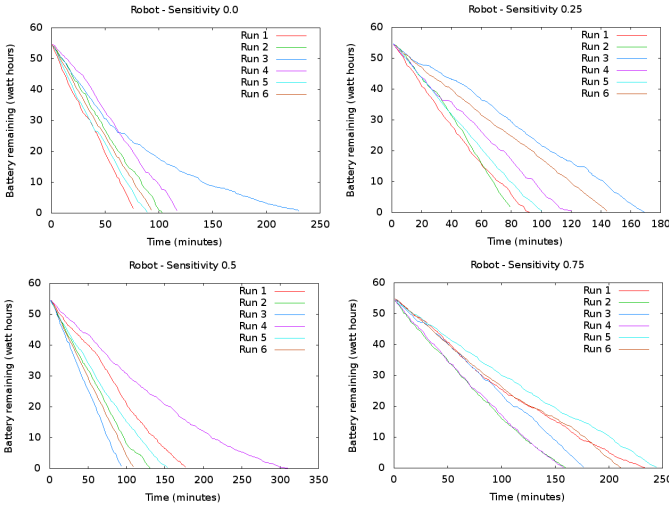 Robot - Sensitivity 0.0
Battery remaining (watt hours)
60
50
40
30
20
10
0
Run 1
Run 2
Run 3
Run 4
Run 5
Run 6
0 50 100 150 200 250
Time (minutes)
Robot - Sensitivity 0.25
Battery remaining (watt hours)
60
50
40
30
20
10
0
Run 1
Run 2
Run 3
Run 4
Run 5
Run 6
0 20 40 60 80 100 120 140 160 180
Time (minutes)
Robot - Sensitivity 0.5
Battery remaining (watt hours)
60
50
40
30
20
10
0
Run 1
Run 2
Run 3
Run 4
Run 5
Run 6
0 50 100 150 200 250 300 350
Time (minutes)
Robot - Sensitivity 0.75
Battery remaining (watt hours)
60
50
40
30
20
10
0
Run 1
Run 2
Run 3
Run 4
Run 5
Run 6
0 50 100 150 200 250
Time (minutes)